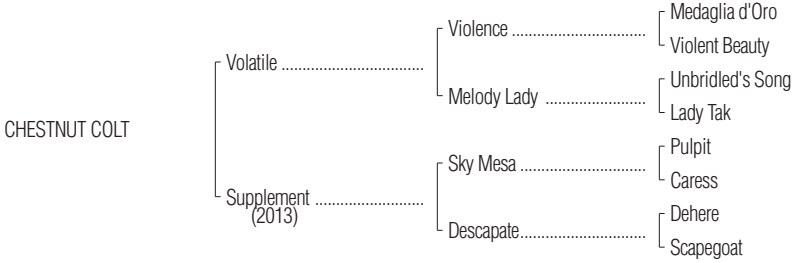 Medaglia d'Oro
Violence ................................
Violent Beauty
Volatile ...................................
Unbridled's Song
Melody Lady .........................
Lady Tak
CHESTNUT COLT
Pulpit
Sky Mesa ...............................
Caress
Supplement ...........................
(2013)
Dehere
Descapate...............................
Scapegoat